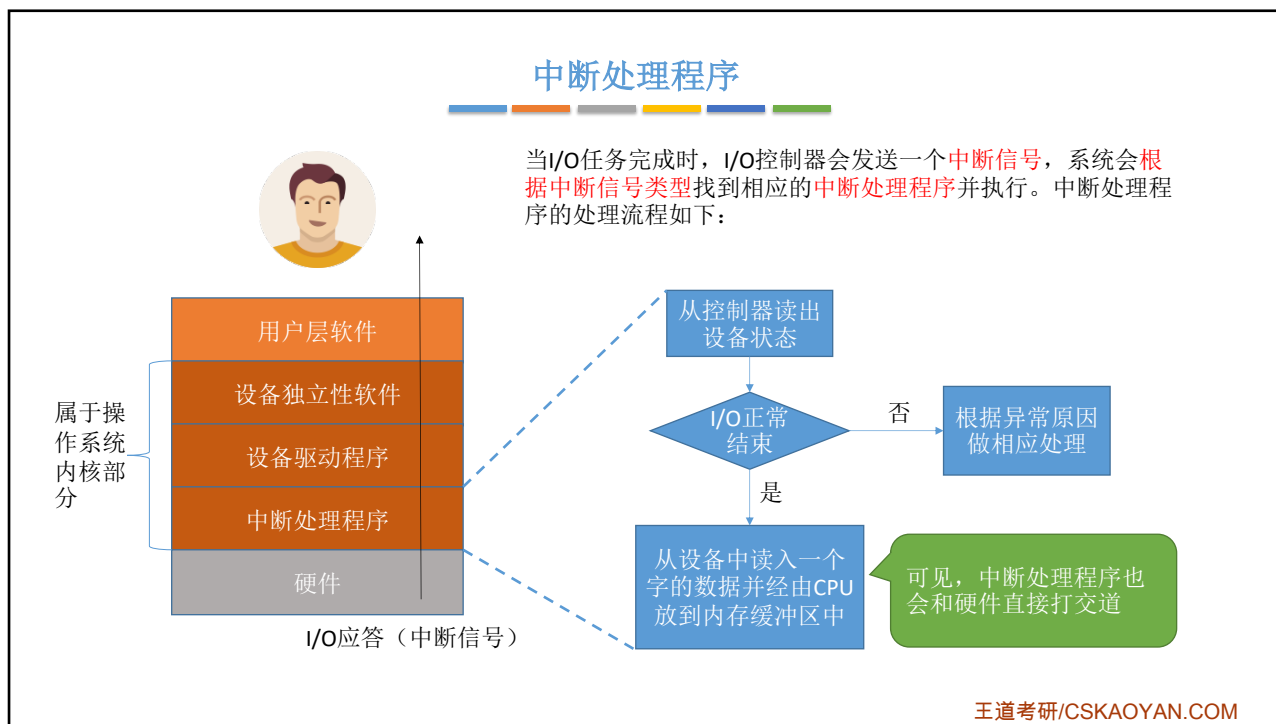 中断处理程序
当I/O任务完成时，I/O控制器会发送一个中断信号，系统会根
据中断信号类型找到相应的中断处理程序并执行。中断处理程
序的处理流程如下：
用户层软件
设备独立性软件
设备驱动程序
中断处理程序
硬件
属于操
作系统
内核部
分
I/O应答（中断信号）
从控制器读出
设备状态
I/O正常
结束
否
根据异常原因
做相应处理
是
从设备中读入一个
字的数据并经由CPU
放到内存缓冲区中
可见，中断处理程序也
会和硬件直接打交道
王道考研/CSKAOYAN.COM